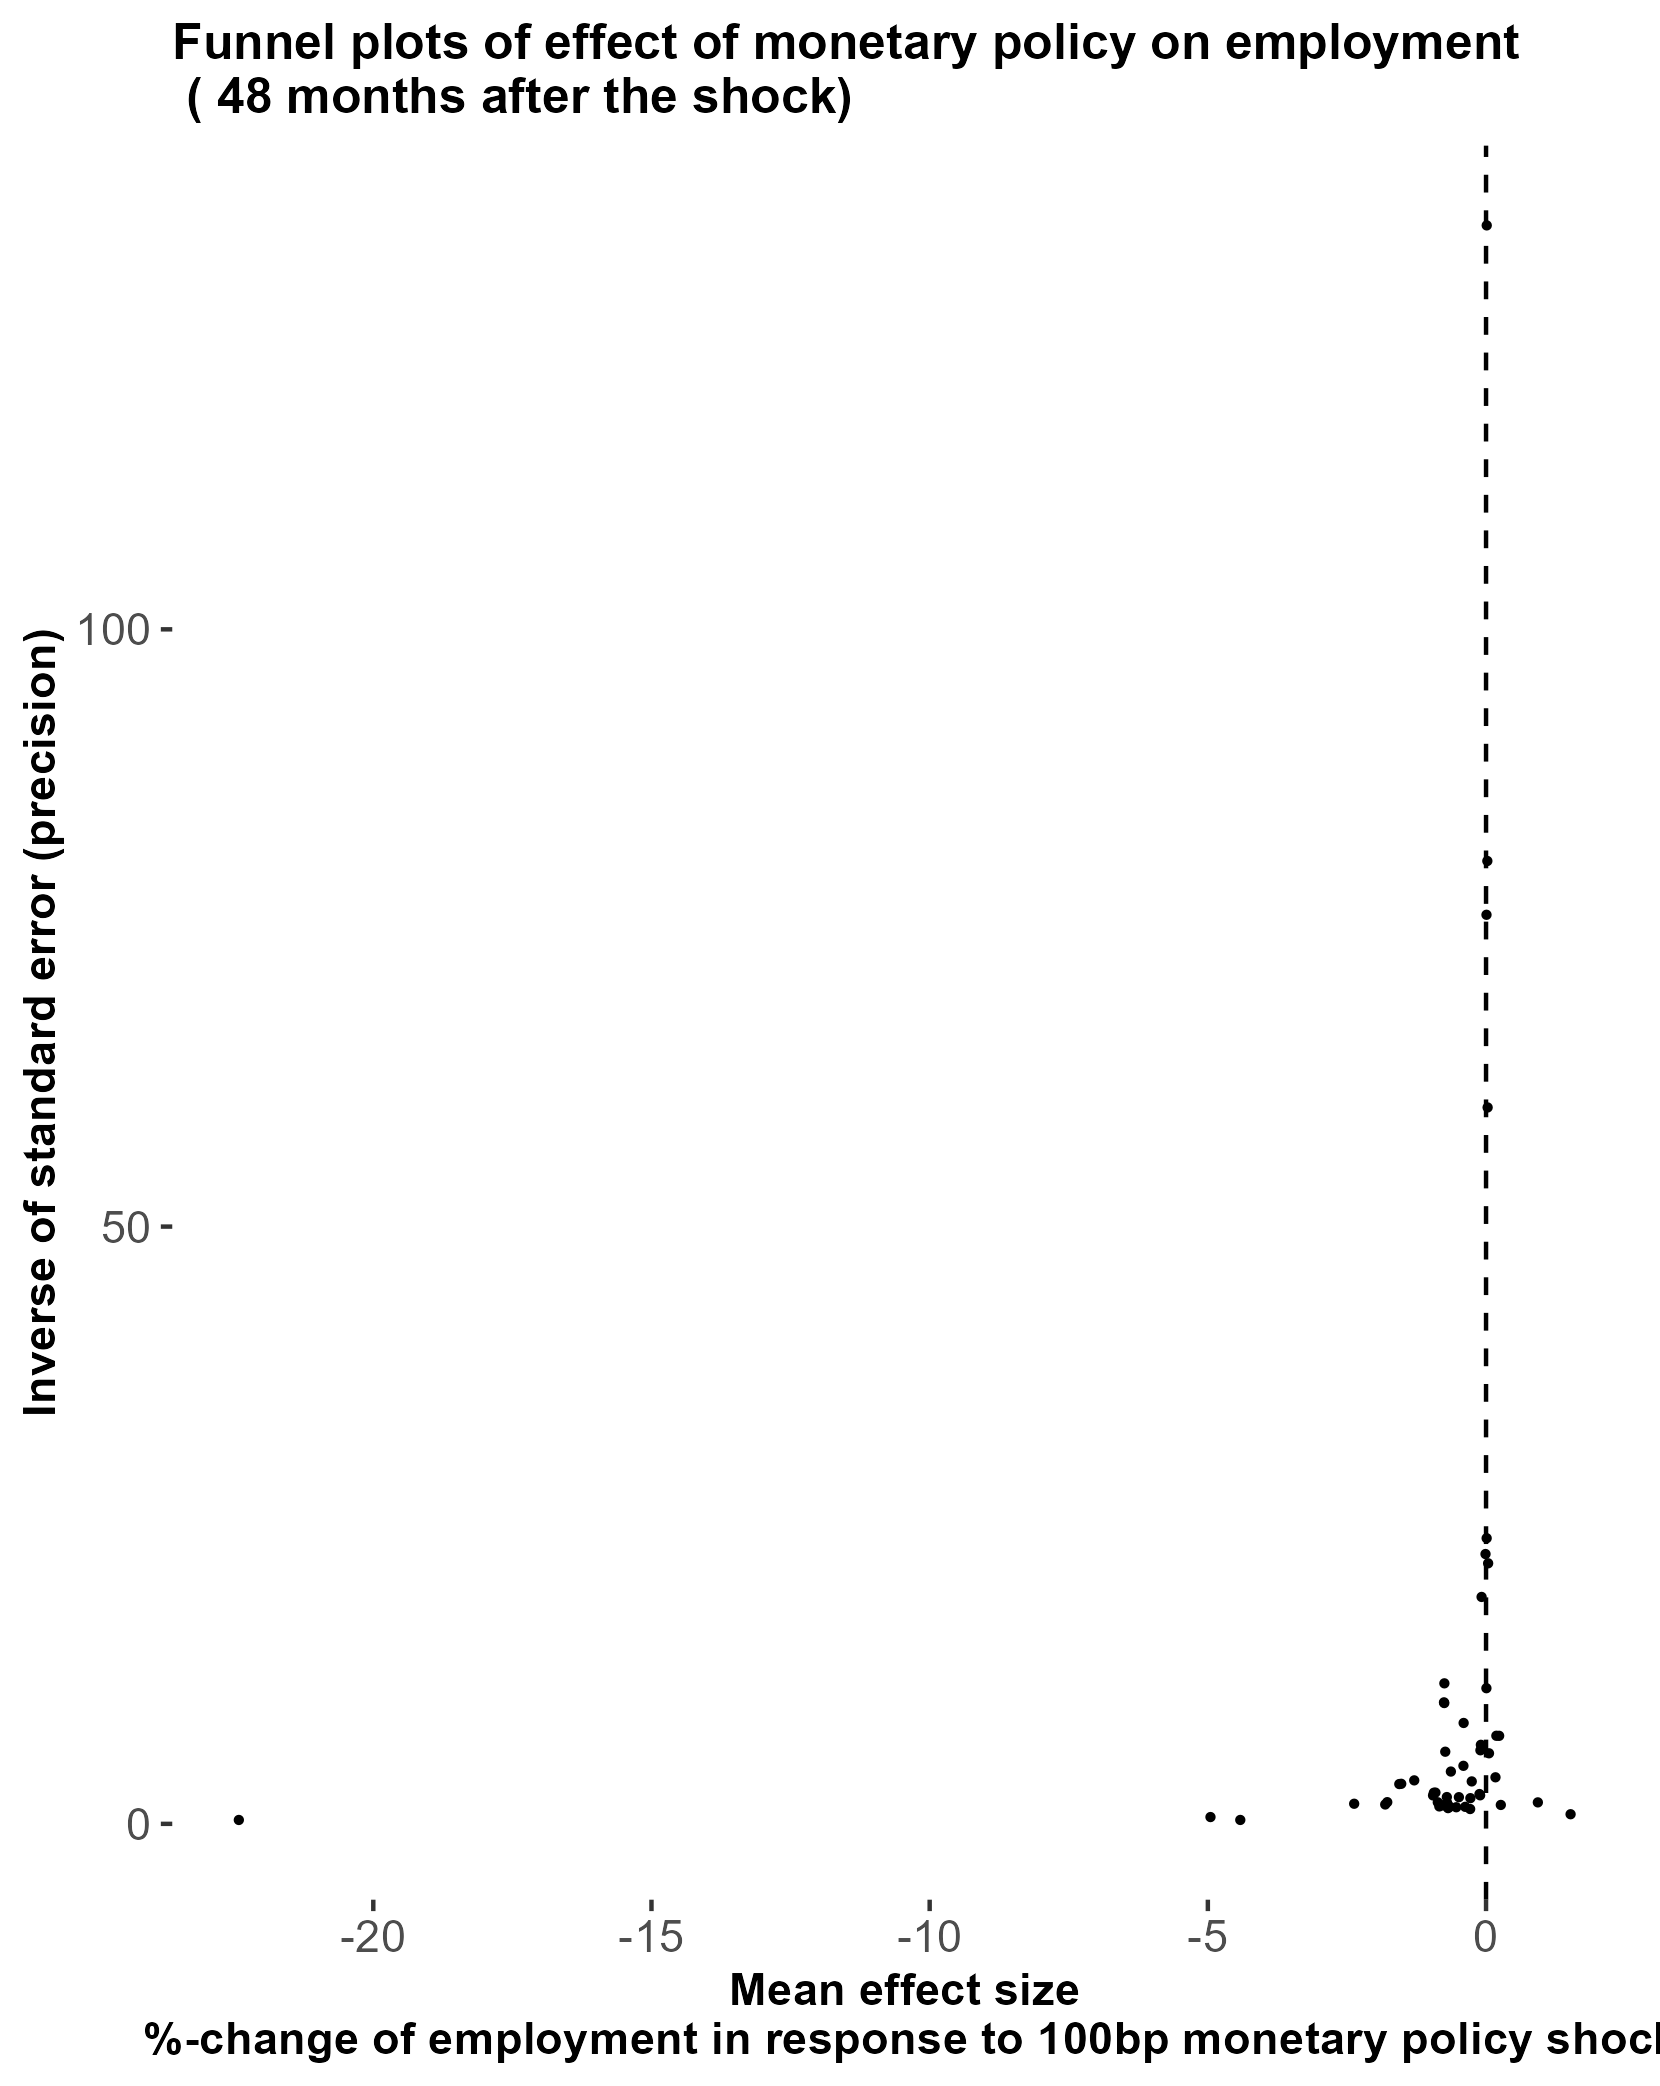 Funnel plots of effect of monetary policy on employment
( 48 months after the shock)
Inverse of standard error (precision)
100
50
0
-20
-15
-10
-5
0
Mean effect size
%-change of employment in response to 100bp monetary policy shock